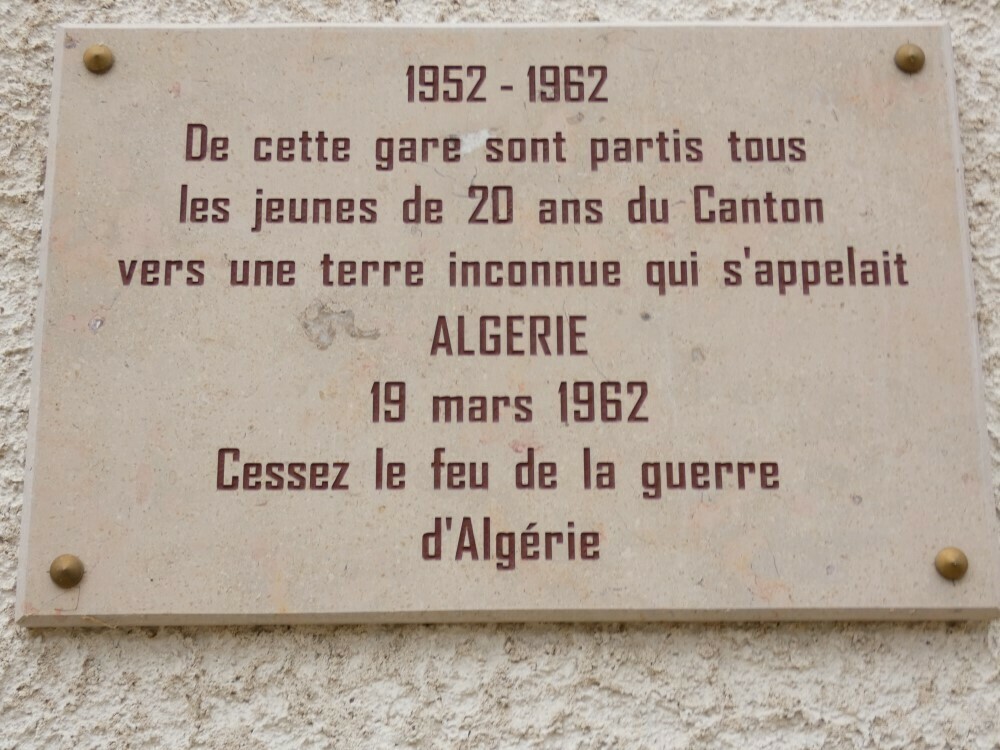 1952 - 1962
De cette gare sont partis tous
les jeunes de 20 ans du Canton
vers une terre inconnue qui s'appelait
ALGERIE
19 mars 1962
Cessez le feu de la guerre
d'Algérie